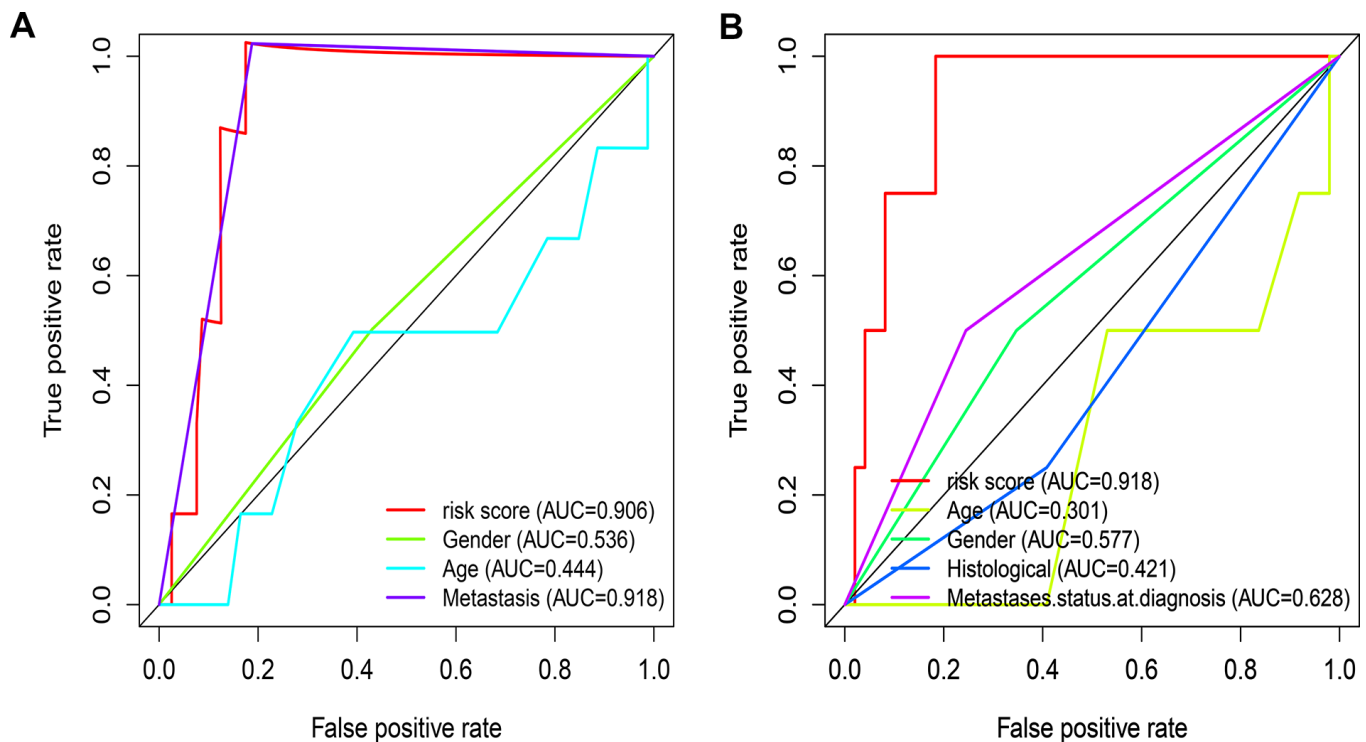 A
True positive rate
1.0
0.8
0.6
0.4
0.2
0.0
risk score (AUC=0.906)
Gender (AUC=0.536)
Age (AUC=0.444)
Metastasis (AUC=0.918)
0.0 0.2 0.4 0.6 0.8 1.0
False positive rate
B
True positive rate
1.0
0.8
0.6
0.4
0.2
0.0
risk score (AUC=0.918)
Age (AUC=0.301)
Gender (AUC=0.577)
Histological (AUC=0.421)
Metastases.status.at.diagnosis (AUC=0.628)
0.0 0.2 0.4 0.6 0.8 1.0
False positive rate